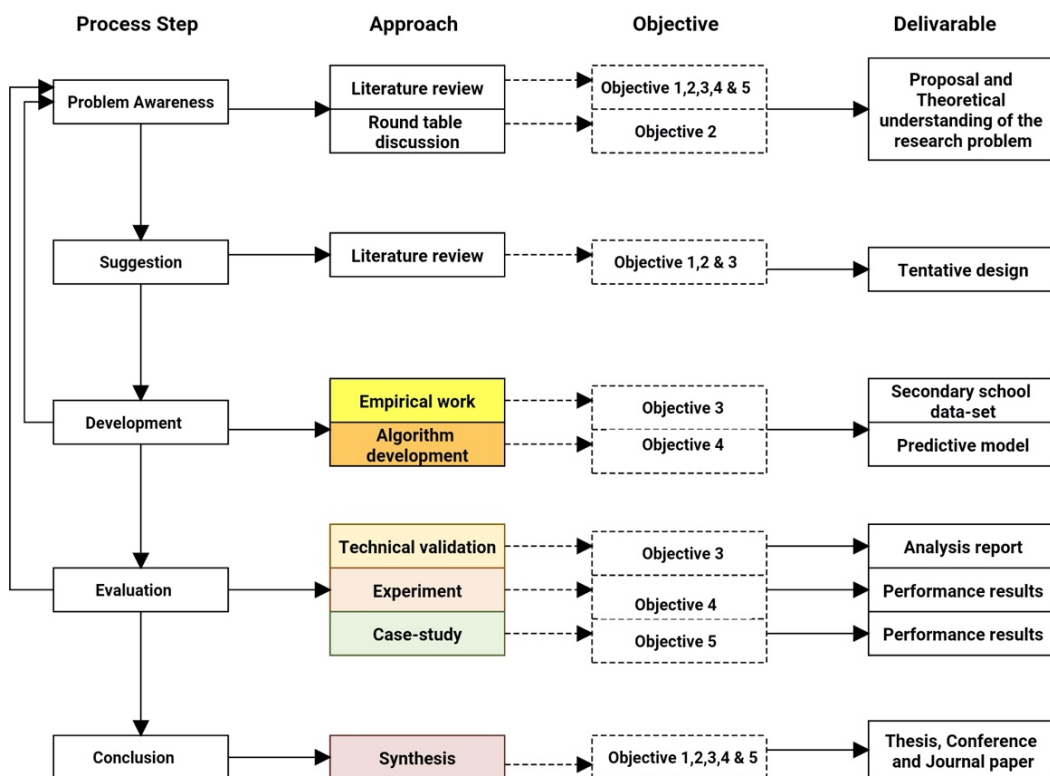 Process Step
Approach
Objective
Delivarable
Problem Awareness
Literature review
Objective 1,2,3,4 & 5
Proposal and
Theoretical
understanding of the
research problem
Round table
discussion
Objective 2
Suggestion
Literature review
Objective 1,2 & 3
Tentative design
Development
Empirical work
Objective 3
Secondary school
data-set
Algorithm
development
Objective 4
Predictive model
Evaluation
Technical validation
Objective 3
Analysis report
Experiment
Objective 4
Performance results
Case-study
Objective 5
Performance results
Conclusion
Synthesis
Objective 1,2,3,4 & 5
Thesis, Conference
and Journal paper